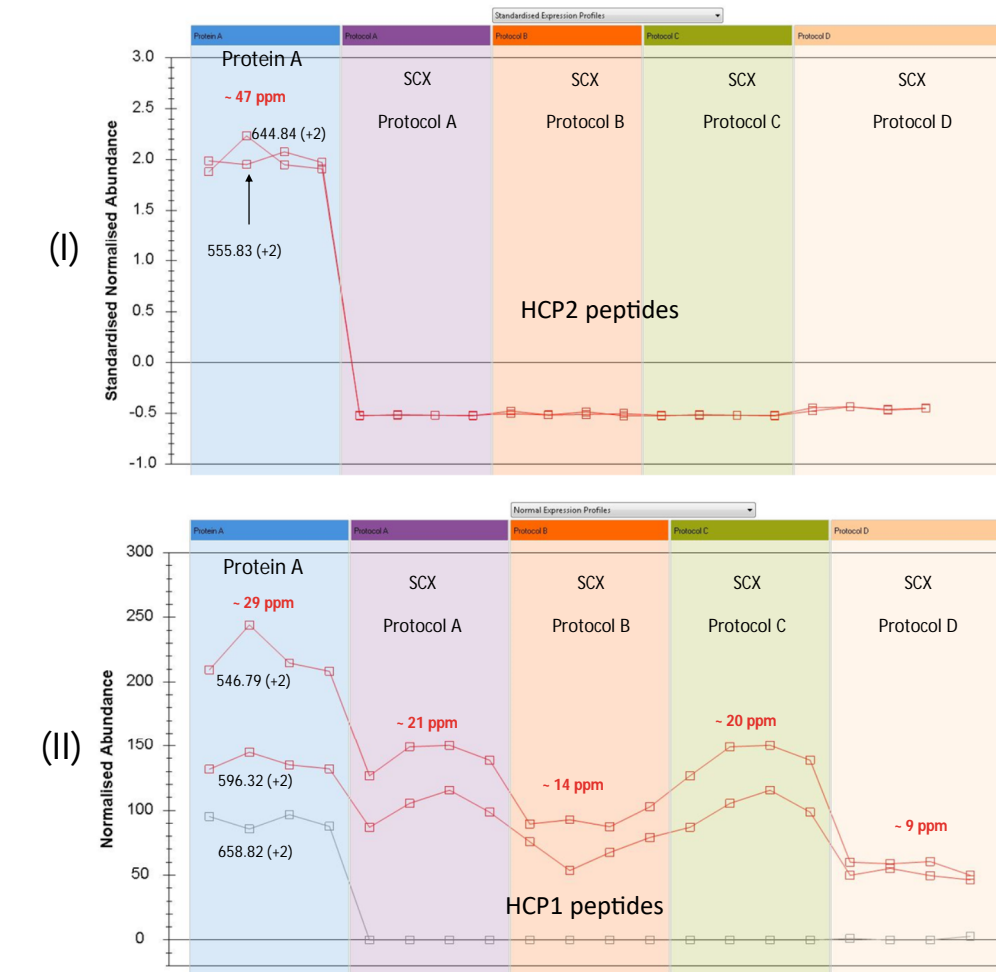 Standardised Expression Profiles
Protein A
Protocol A
Protocol B
Protocol C
Protocol D
Protein A
~ 47 ppm
SCX
Protocol A
SCX
Protocol B
SCX
Protocol C
SCX
Protocol D
644.84 (+2)
555.83 (+2)
HCP2 peptides
(I)
Standardised Normalised Abundance
3.0
2.5
2.0
1.5
1.0
0.5
0.0
-0.5
-1.0
Normal Expression Profiles
Protein A
Protocol A
Protocol B
Protocol C
Protocol D
Protein A
~ 29 ppm
SCX
Protocol A
SCX
Protocol B
SCX
Protocol C
SCX
Protocol D
546.79 (+2)
~ 21 ppm
~ 20 ppm
596.32 (+2)
~ 14 ppm
~ 9 ppm
658.82 (+2)
HCP1 peptides
(II)
Normalised Abundance
300
250
200
150
100
50
0